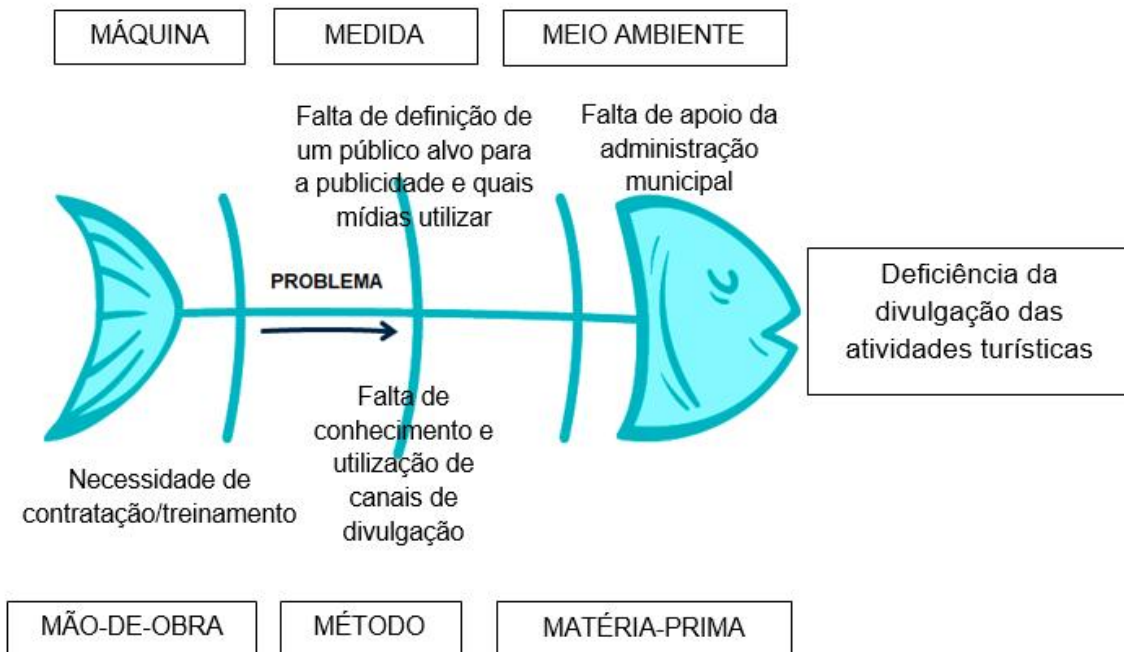 MÁQUINA
MEDIDA
MEIO AMBIENTE
Falta de definição de
um público alvo para
a publicidade e quais
mídias utilizar
Falta de apoio da
administração
municipal
PROBLEMA
Deficiência da
divulgação das
atividades turísticas
Necessidade de
contratação/treinamento
Falta de
conhecimento e
utilização de
canais de
divulgação
MÃO-DE-OBRA
MÉTODO
MATÉRIA-PRIMA